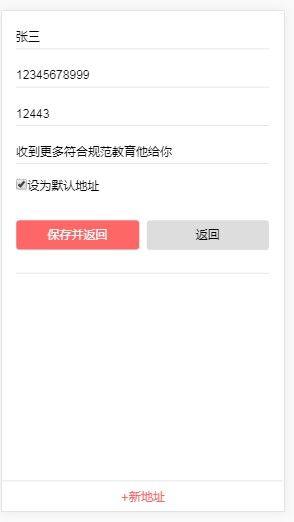 张三
12345678999
12443
收到更多符合规范教育他给你
设为默认地址
保存并返回
返回
+新地址